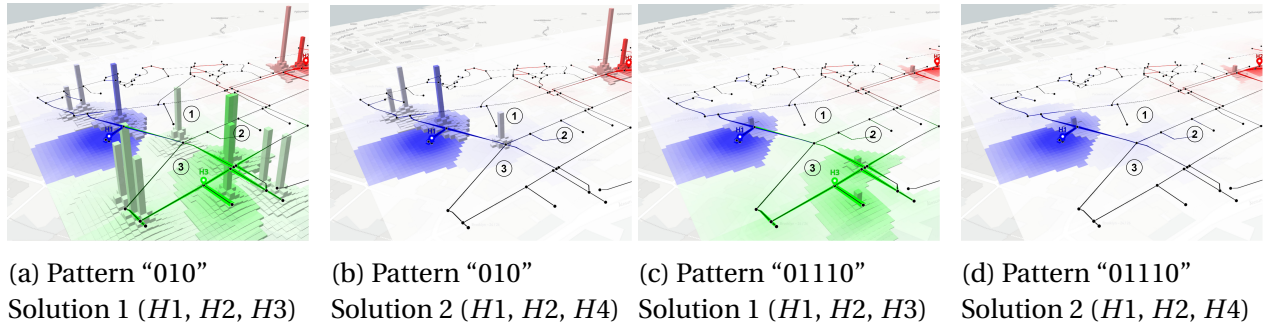 1
2
3
H1
H3
1
2
3
H1
1
2
3
H1
H3
1
2
3
H1
(a) Pattern “010”
Solution 1 (H1, H2, H3)
(b) Pattern “010”
Solution 2 (H1, H2, H4)
(c) Pattern “01110”
Solution 1 (H1, H2, H3)
(d) Pattern “01110”
Solution 2 (H1, H2, H4)